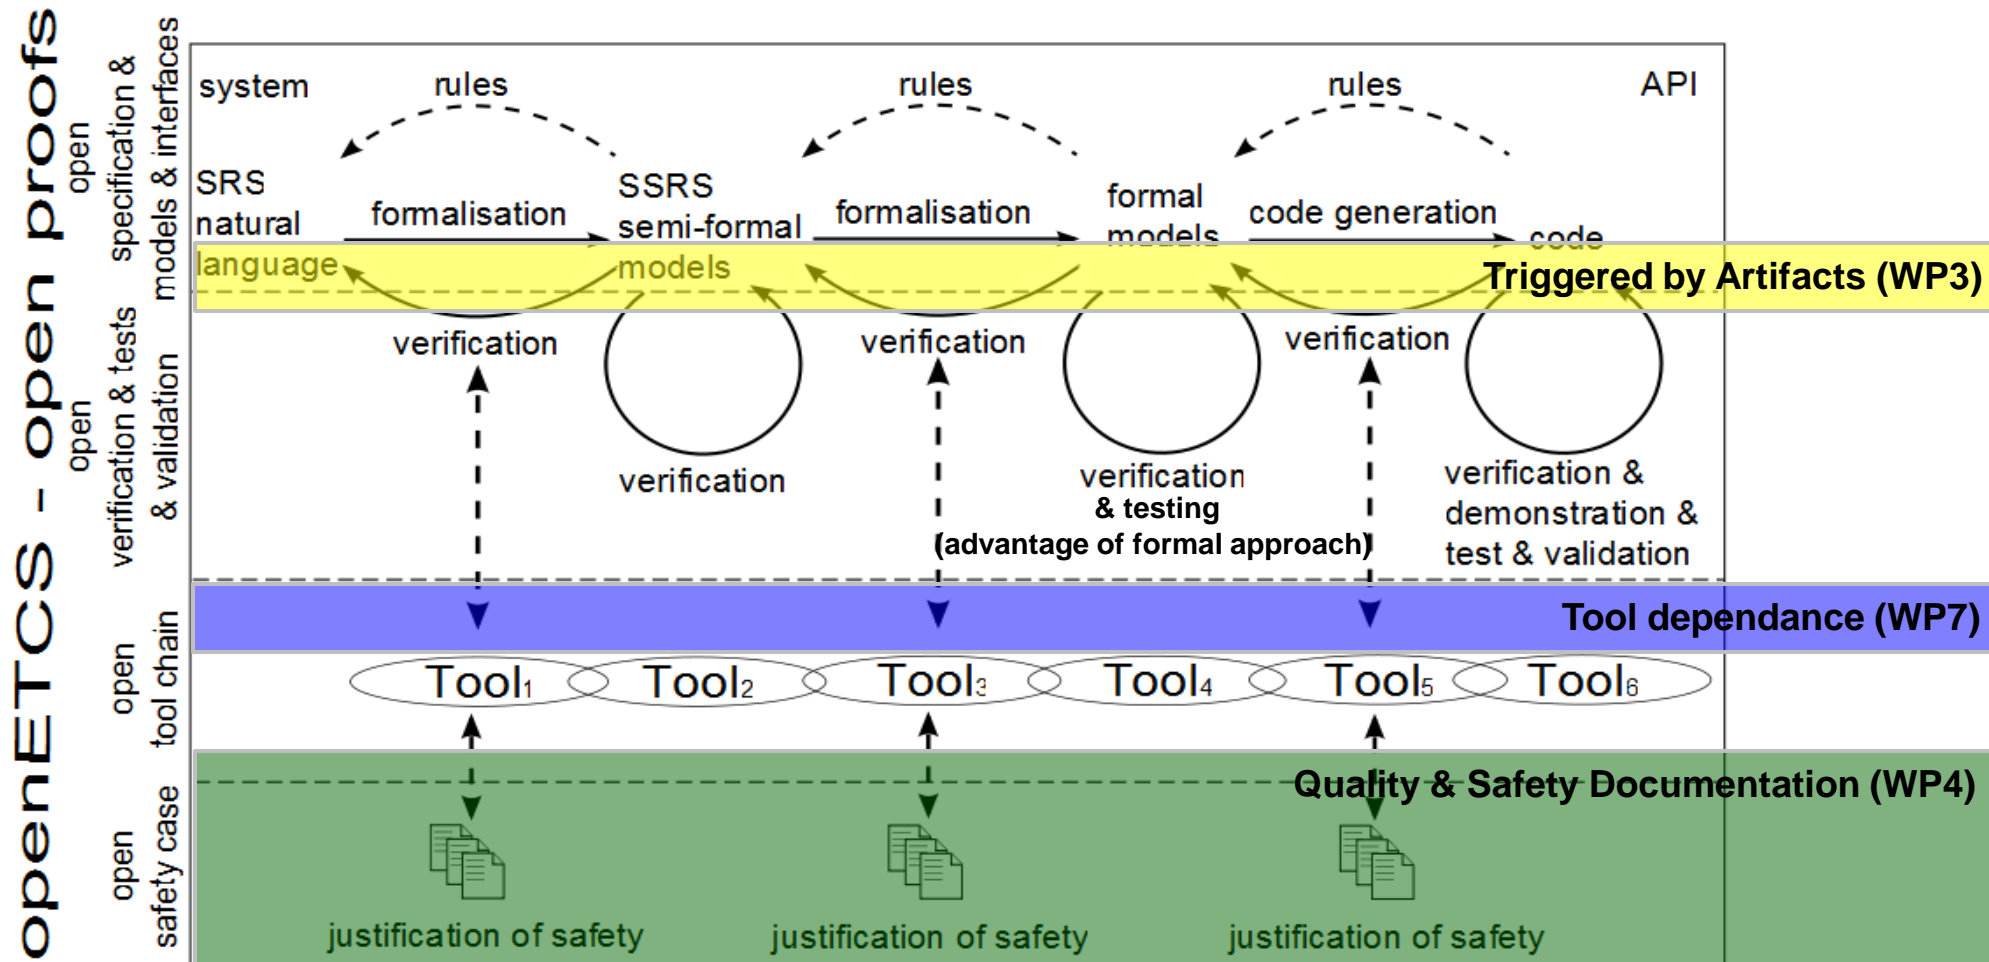 openETCS - open proofs
open
specification &
models & interfaces
open
verification & tests
& validation
open
tool chain
open
safety case
system
rules
rules
rules
API
SRS
natural
language
formalisation
SSRS
semi-formal
models
formalisation
formal
models
code generation
code
Triggered by Artifacts (WP3)
verification
verification
verification
verification
verification
& testing
(advantage of formal approach)
verification &
demonstration &
test & validation
Tool dependance (WP7)
Tool1
Tool2
Tool3
Tool4
Tool5
Tool6
Quality & Safety Documentation (WP4)
justification of safety
justification of safety
justification of safety